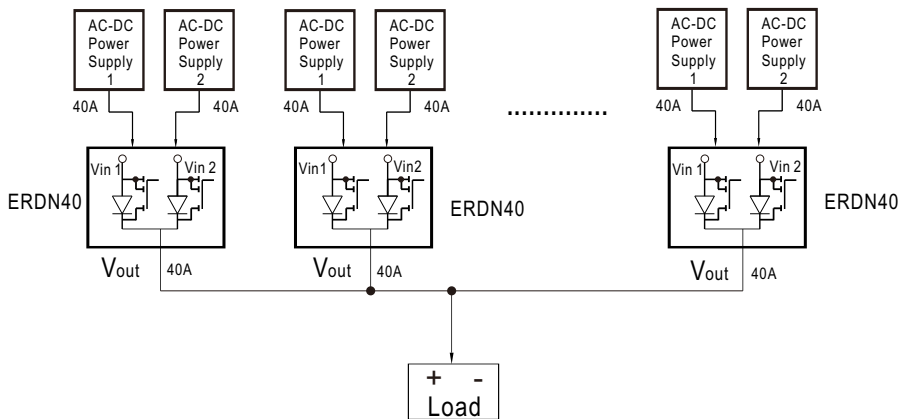 AC-DC
Power
Supply
1
AC-DC
Power
Supply
2
AC-DC
Power
Supply
1
AC-DC
Power
Supply
2
AC-DC
Power
Supply
1
AC-DC
Power
Supply
2
40A
40A
40A
40A
40A
40A
Vin 1
Vin 2
Vin1
Vin2
Vin 1
Vin 2
ERDN40
ERDN40
ERDN40
Vout
40A
Vout
40A
Vout
40A
+ -
Load